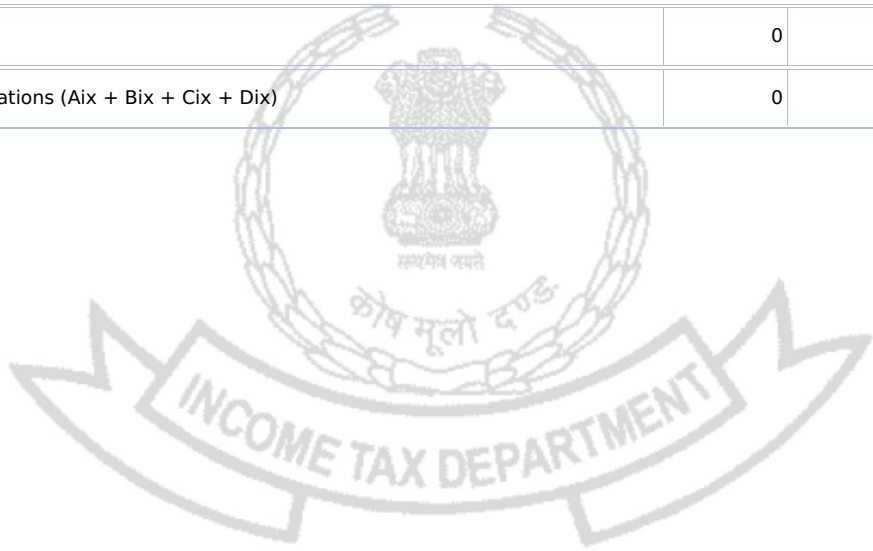 0
ations (Aix + Bix + Cix + Dix) 0
सत्यमेव जयते
कोष मूलो दण्ड:
INCOME TAX DEPARTMENT